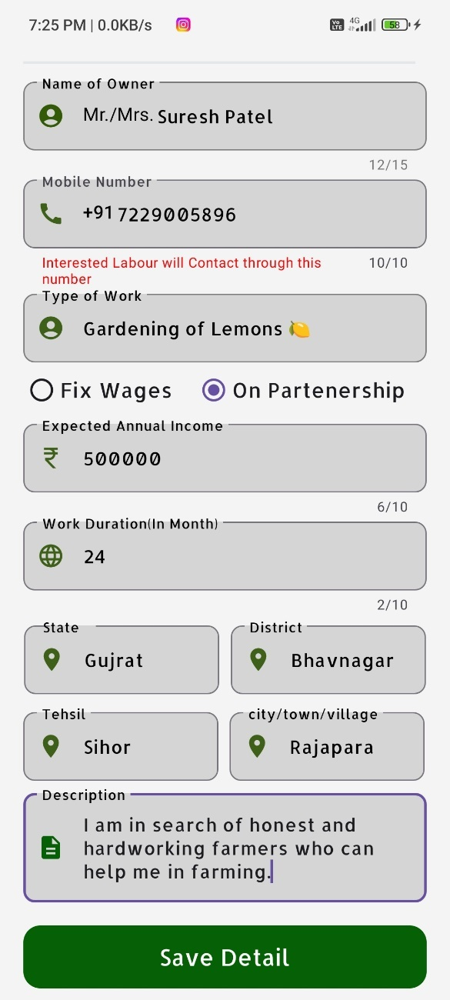 7:25 PM | 0.0KB/s Vo LTE 4G 58
Name of Owner
Mr./Mrs. Suresh Patel
12/15
Mobile Number
+91 7229005896
Interested Labour will Contact through this 10/10
number
Type of Work
Gardening of Lemons 🍋
Fix Wages On Partenership
Expected Annual Income
₹ 500000
6/10
Work Duration(In Month)
24
2/10
State District
Gujrat Bhavnagar
Tehsil city/town/village
Sihor Rajapara
Description
I am in search of honest and
hardworking farmers who can
help me in farming.
Save Detail